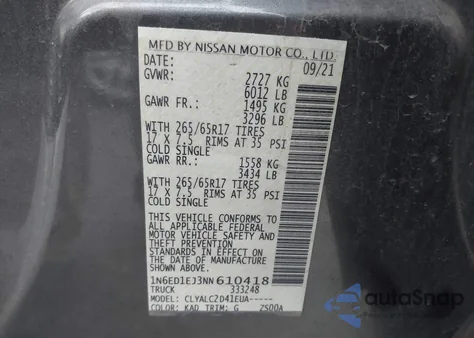 MFD BY NISSAN MOTOR CO., LTD.
DATE: 09/21
GVWR: 2727 KG
6012 LB
GAWR FR.: 1495 KG
3296 LB
WITH 265/65R17 TIRES
17 X 7.5 RIMS AT 35 PSI
COLD SINGLE
GAWR RR.: 1558 KG
3434 LB
WITH 265/65R17 TIRES
17 X 7.5 RIMS AT 35 PSI
COLD SINGLE
THIS VEHICLE CONFORMS TO
ALL APPLICABLE FEDERAL
MOTOR VEHICLE SAFETY AND
THEFT PREVENTION
STANDARDS IN EFFECT ON
THE DATE OF MANUFACTURE
SHOWN ABOVE.
1N6ED1EJ3NN610418
TRUCK 333248
MODEL: CLYALC2D41EUA-----
COLOR: KAD TRIM: G ZSD0A
autoSnap